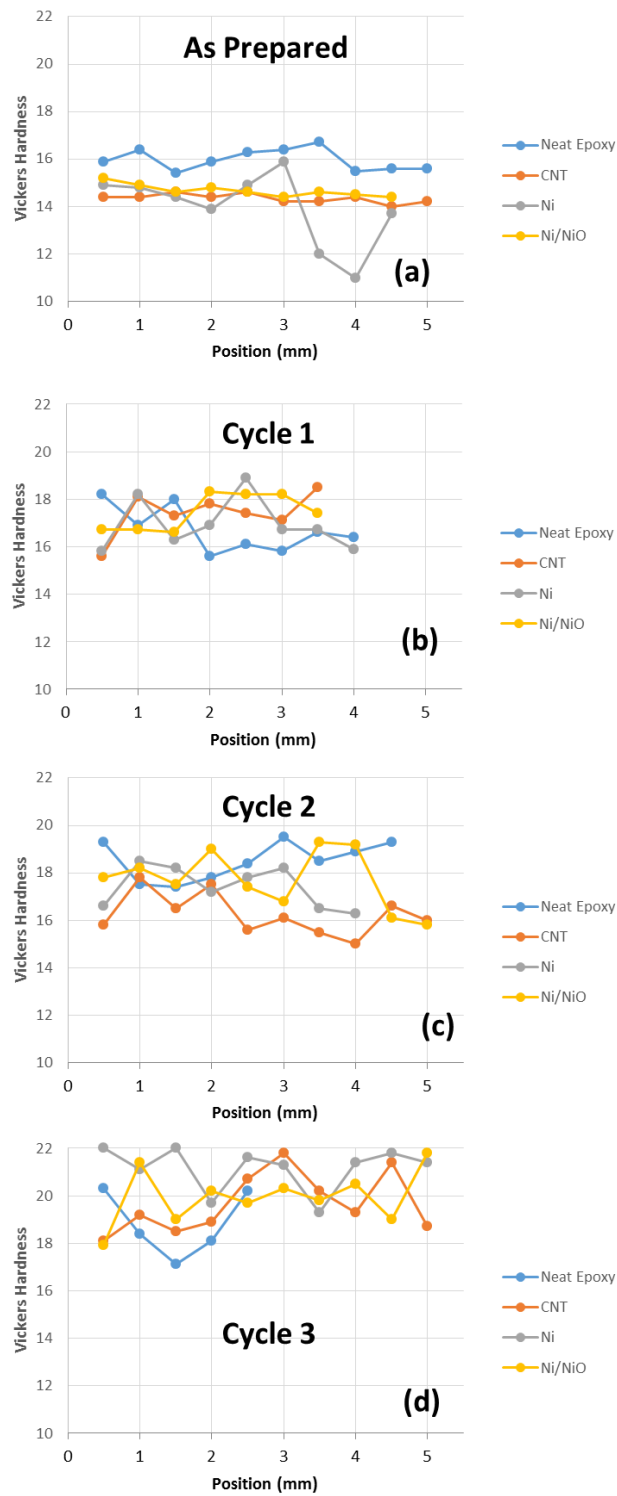 As Prepared
Vickers Hardness
22
20
18
16
14
12
10
0 1 2 3 4 5
Position (mm)
Neat Epoxy
CNT
Ni
Ni/NiO
(a)
Cycle 1
Vickers Hardness
22
20
18
16
14
12
10
0 1 2 3 4 5
Position (mm)
Neat Epoxy
CNT
Ni
Ni/NiO
(b)
Cycle 2
Vickers Hardness
22
20
18
16
14
12
10
0 1 2 3 4 5
Position (mm)
Neat Epoxy
CNT
Ni
Ni/NiO
(c)
Vickers Hardness
22
20
18
16
14
12
10
Cycle 3
0 1 2 3 4 5
Position (mm)
Neat Epoxy
CNT
Ni
Ni/NiO
(d)